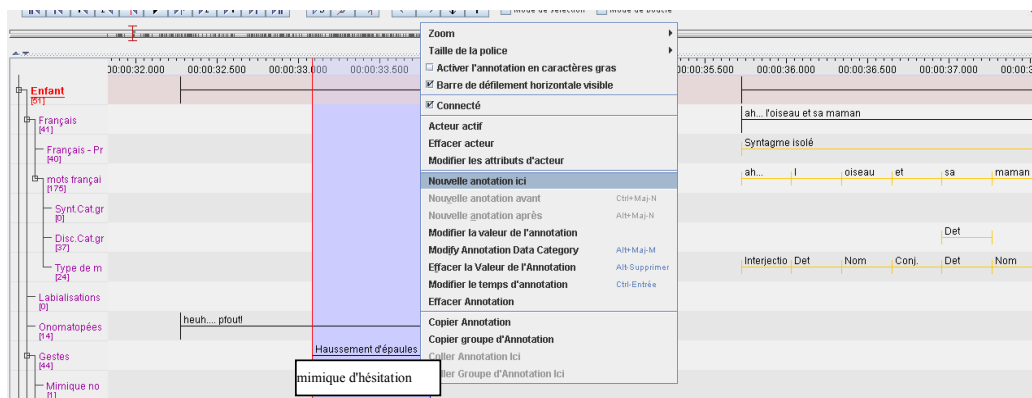 Mode de sélection Mode de boucle
00:00:32.000 00:00:32.500 00:00:33.000 00:00:33.500 00:00:35.500 00:00:36.000 00:00:36.500 00:00:37.000
Enfant
[51]
Français
[41]
Français - Pr
[40]
mots françai
[175]
Synt.Cat.gr
[0]
Disc.Cat.gr
[37]
Type de m
[24]
Labialisations
[0]
Onomatopées
[14]
Gestes
[44]
Mimique no
[1]
heuh.... pfout!
Haussement d'épaules
mimique d'hésitation
Zoom
Taille de la police
Activer l'annotation en caractères gras
Barre de défilement horizontale visible
Connecté
Acteur actif
Effacer acteur
Modifier les attributs d'acteur
Nouvelle anotation ici
Nouvelle anotation avant Ctrl+Maj-N
Nouvelle anotation après Alt+Maj-N
Modifier la valeur de l'annotation
Modify Annotation Data Category Alt+Maj-M
Effacer la Valeur de l'Annotation Alt-Supprimer
Modifier le temps d'annotation Ctrl-Entrée
Effacer Annotation
Copier Annotation
Copier groupe d'Annotation
Coller Annotation Ici
Coller Groupe d'Annotation Ici
ah... l'oiseau et sa maman
Syntagme isolé
ah... l oiseau et sa maman
Det
Interjectio Det Nom Conj. Det Nom